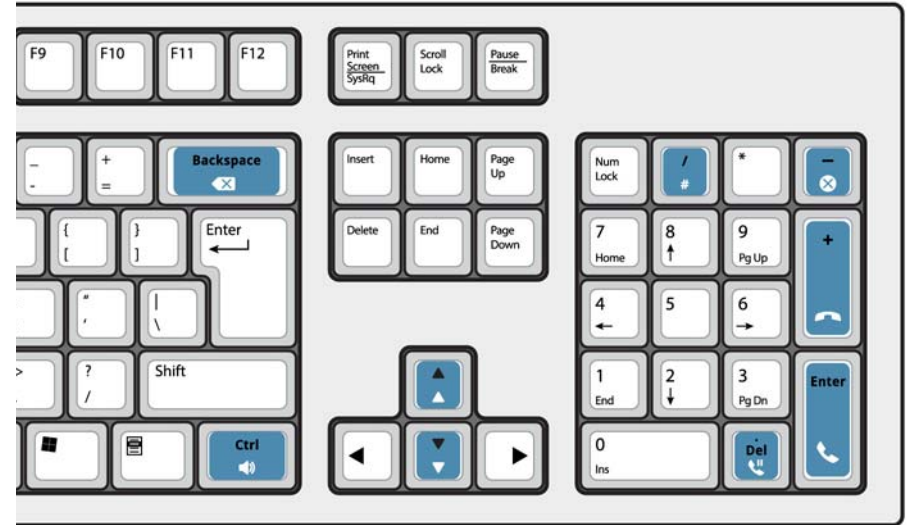 F9
F10
F11
F12
Print
Screen
SysRq
Scroll
Lock
Pause
Break
_
-
+
=
Backspace
Insert
Home
Page
Up
Num
Lock
/
#
*
-
{
[
}
]
Enter
Delete
End
Page
Down
7
Home
8
9
Pg Up
+
"
'
|
\
4
5
6
>
.
?
/
Shift
1
End
2
3
Pg Dn
Enter
Ctrl
0
Ins
.
Del